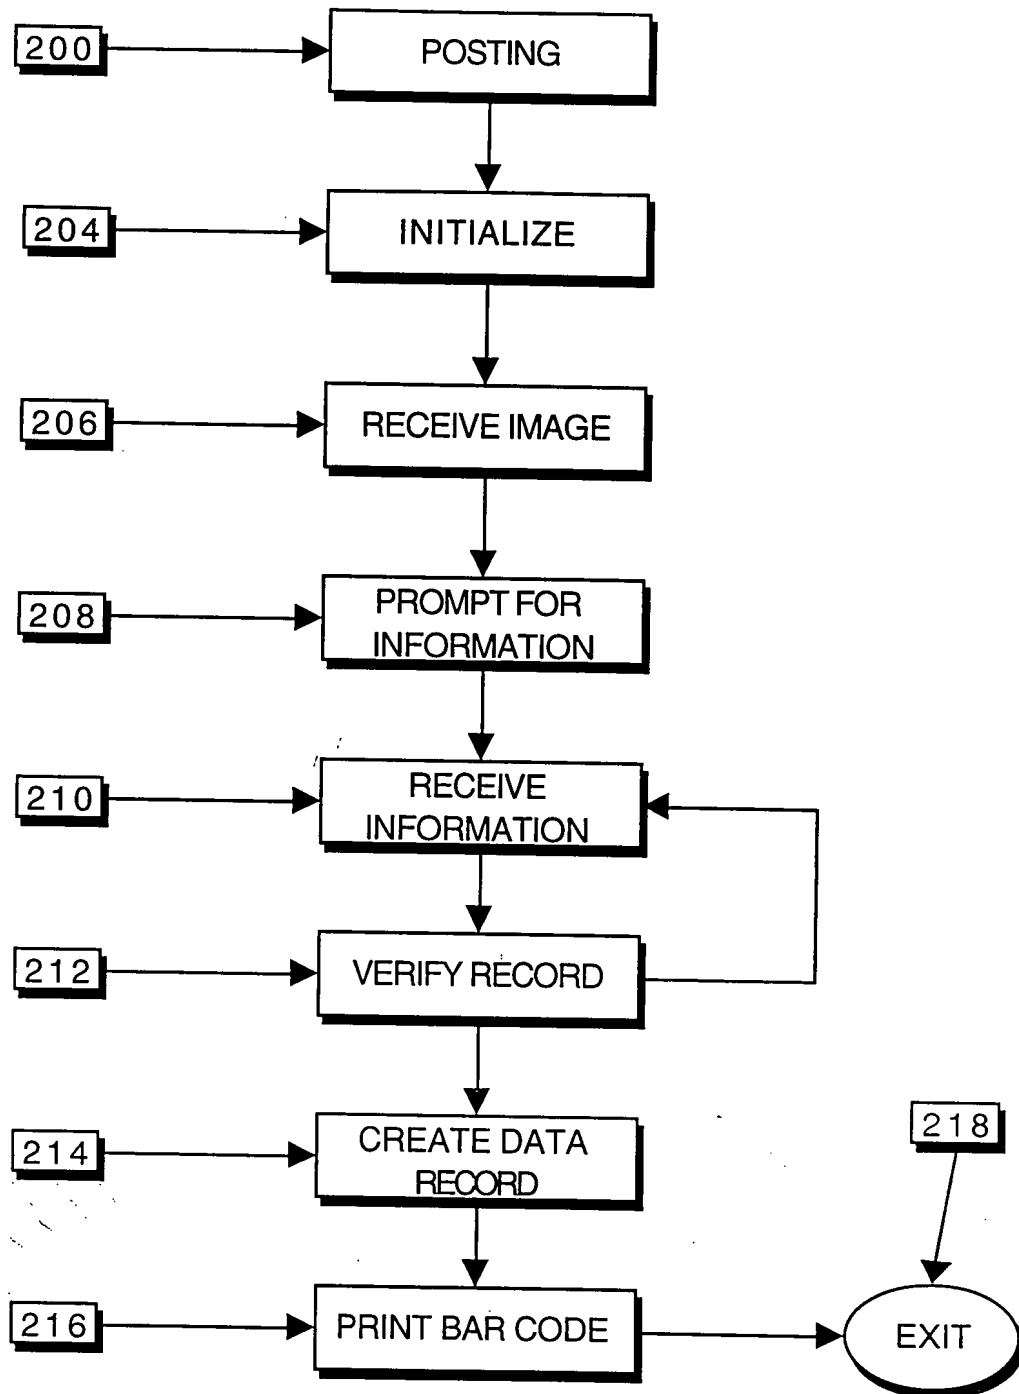 200
POSTING
204
INITIALIZE
206
RECEIVE IMAGE
208
PROMPT FOR
INFORMATION
210
RECEIVE
INFORMATION
212
VERIFY RECORD
214
CREATE DATA
RECORD
218
216
PRINT BAR CODE
EXIT